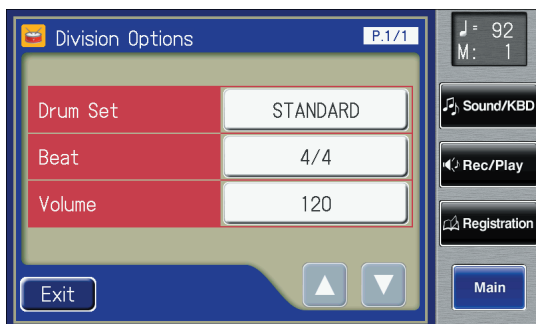 Division Options
P.1/1
Drum Set STANDARD
Beat 4/4
Volume 120
Exit
♩= 92
M: 1
Sound/KBD
Rec/Play
Registration
Main